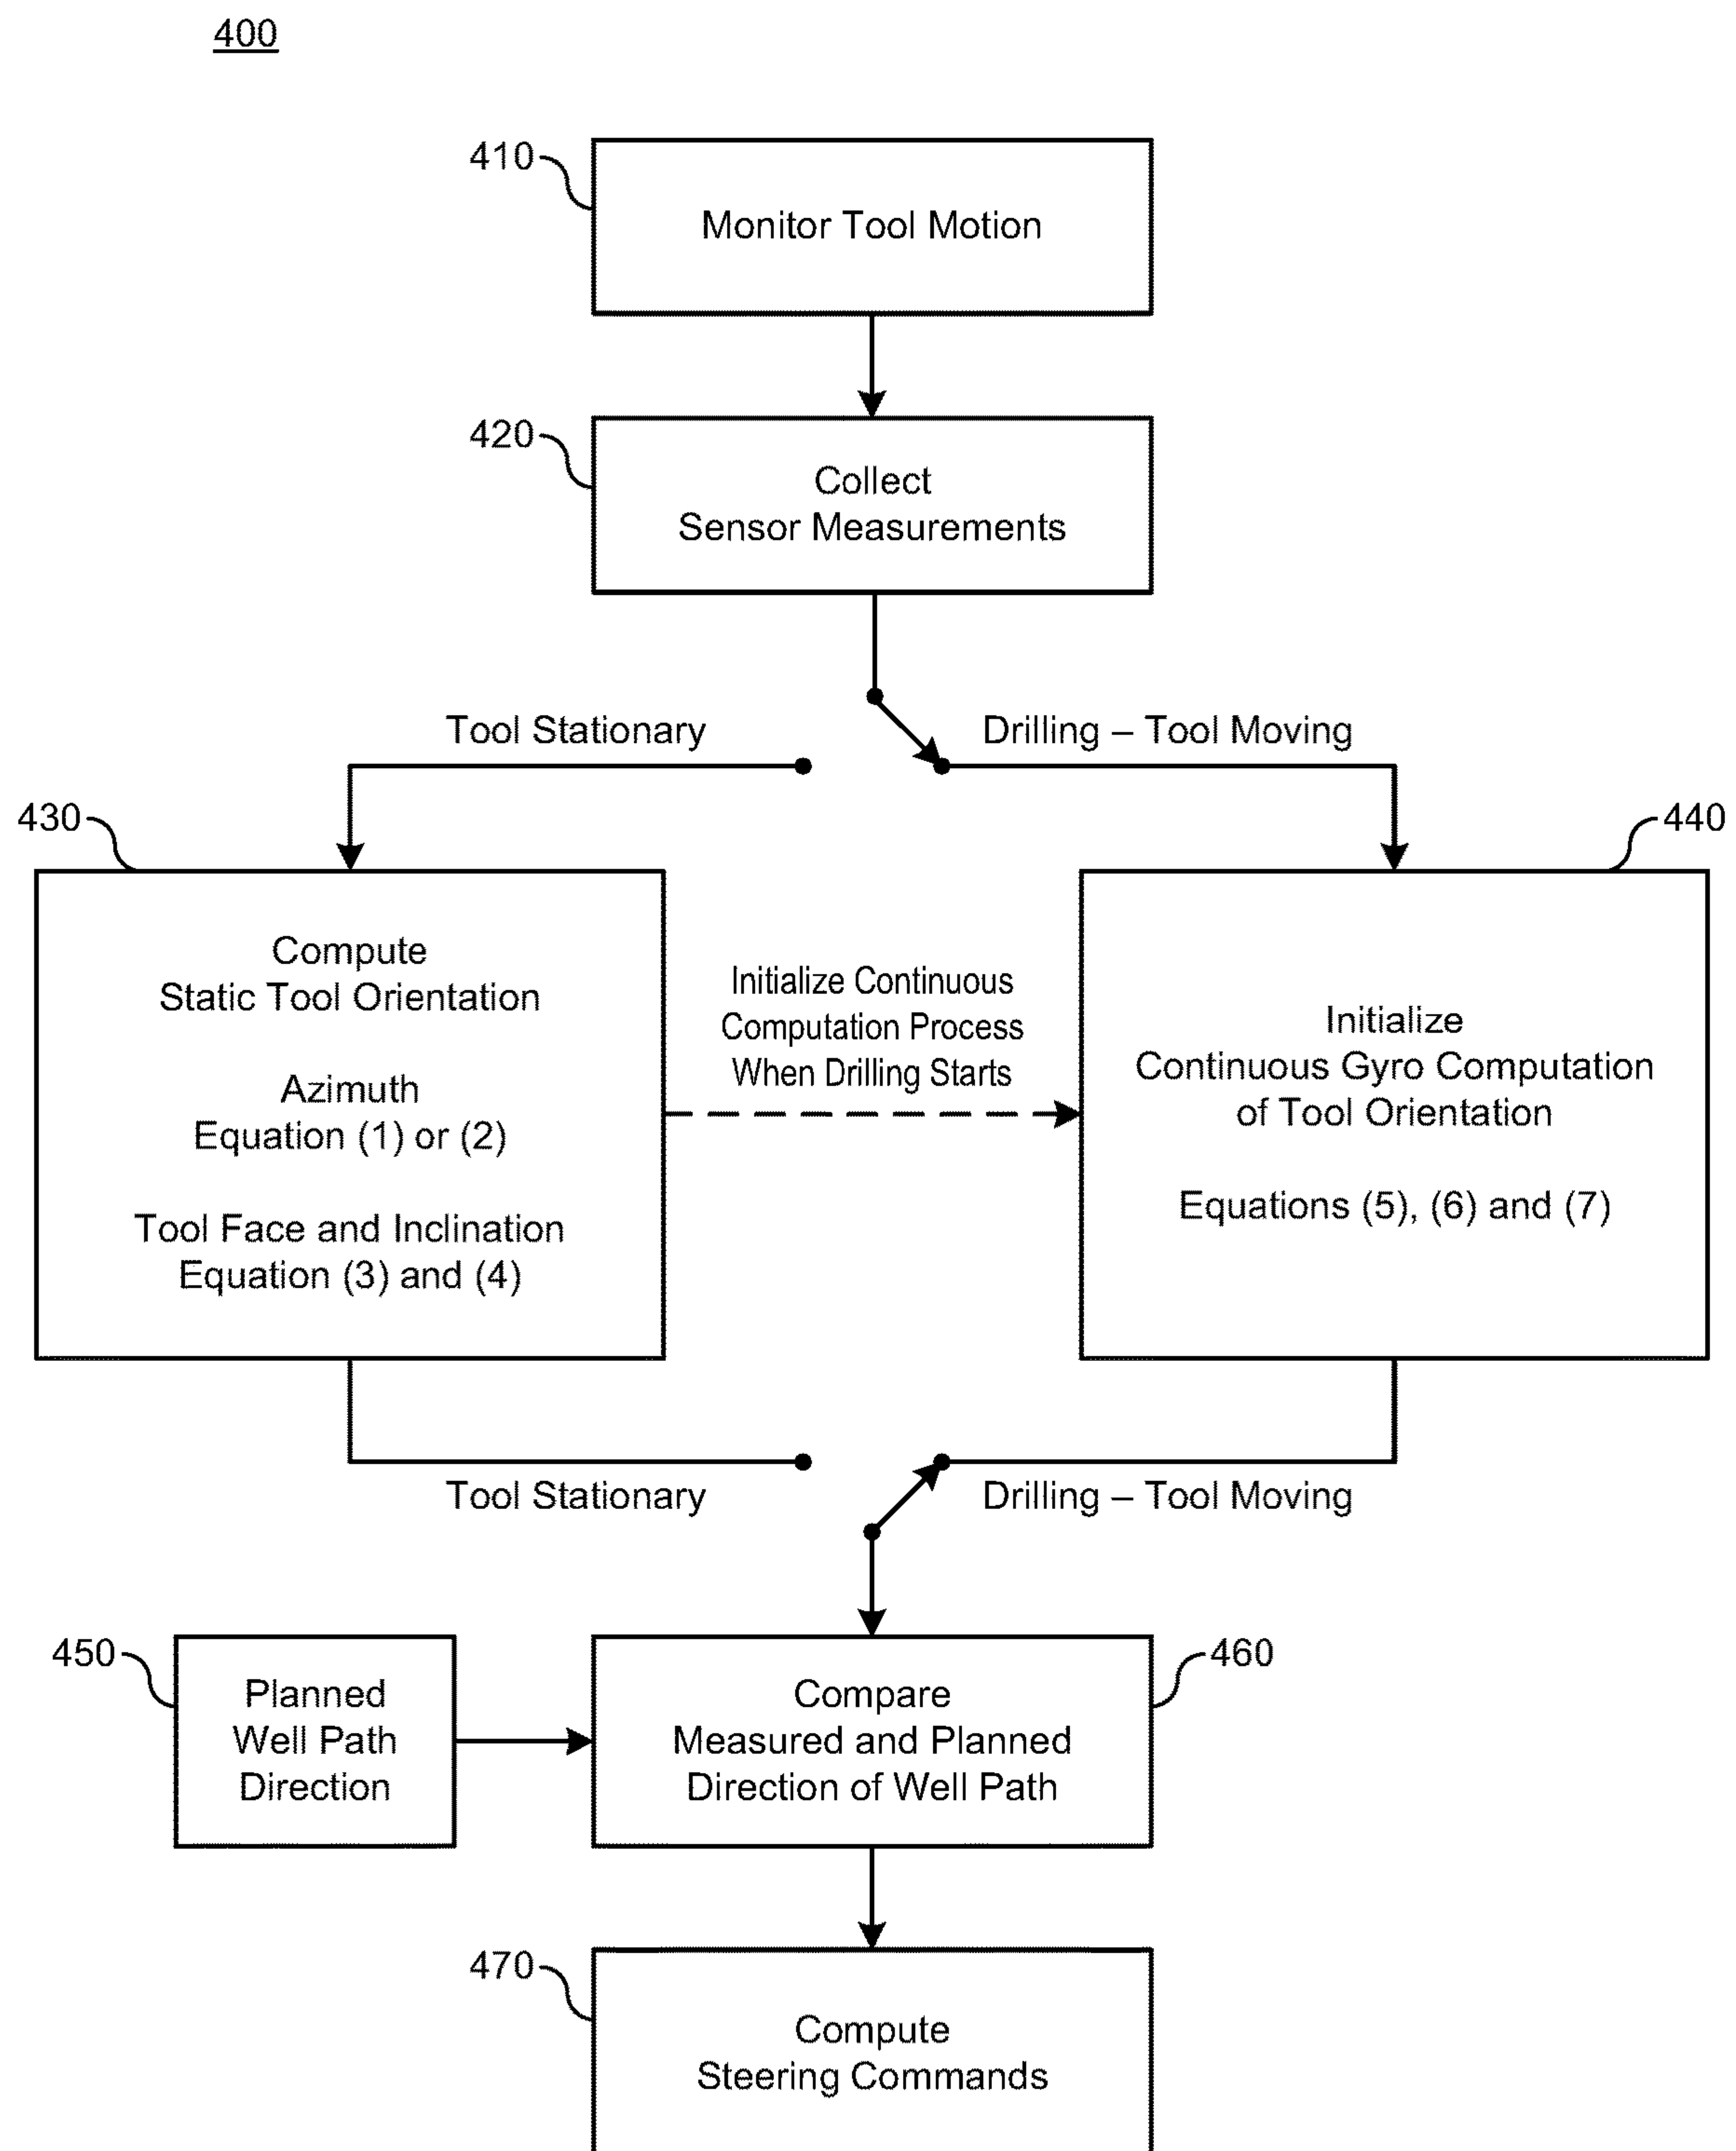 400
410
Monitor Tool Motion
420
Collect
Sensor Measurements
Tool Stationary
Drilling – Tool Moving
430
440
Compute
Static Tool Orientation
Azimuth
Equation (1) or (2)
Tool Face and Inclination
Equation (3) and (4)
Initialize Continuous
Computation Process
When Drilling Starts
Initialize
Continuous Gyro Computation
of Tool Orientation
Equations (5), (6) and (7)
Tool Stationary
Drilling – Tool Moving
450
Planned
Well Path
Direction
460
Compare
Measured and Planned
Direction of Well Path
470
Compute
Steering Commands